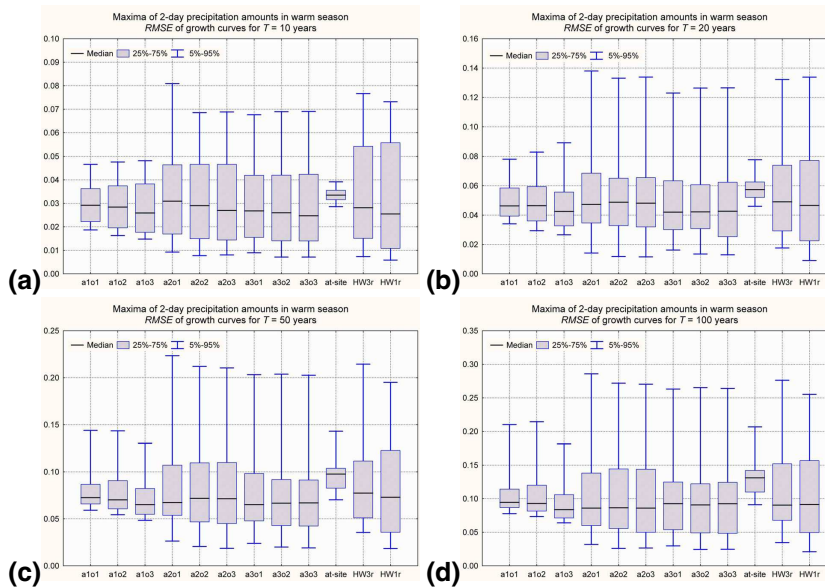 Maxima of 2-day precipitation amounts in warm season
RMSE of growth curves for T = 10 years
Median 25%-75% 5%-95%
0.10
0.09
0.08
0.07
0.06
0.05
0.04
0.03
0.02
0.01
0.00
a1o1 a1o2 a1o3 a2o1 a2o2 a2o3 a3o1 a3o2 a3o3 at-site HW3r HW1r
(a)
Maxima of 2-day precipitation amounts in warm season
RMSE of growth curves for T = 20 years
Median 25%-75% 5%-95%
0.16
0.14
0.12
0.10
0.08
0.06
0.04
0.02
0.00
a1o1 a1o2 a1o3 a2o1 a2o2 a2o3 a3o1 a3o2 a3o3 at-site HW3r HW1r
(b)
Maxima of 2-day precipitation amounts in warm season
RMSE of growth curves for T = 50 years
Median 25%-75% 5%-95%
0.25
0.20
0.15
0.10
0.05
0.00
a1o1 a1o2 a1o3 a2o1 a2o2 a2o3 a3o1 a3o2 a3o3 at-site HW3r HW1r
(c)
Maxima of 2-day precipitation amounts in warm season
RMSE of growth curves for T = 100 years
Median 25%-75% 5%-95%
0.35
0.30
0.25
0.20
0.15
0.10
0.05
0.00
a1o1 a1o2 a1o3 a2o1 a2o2 a2o3 a3o1 a3o2 a3o3 at-site HW3r HW1r
(d)